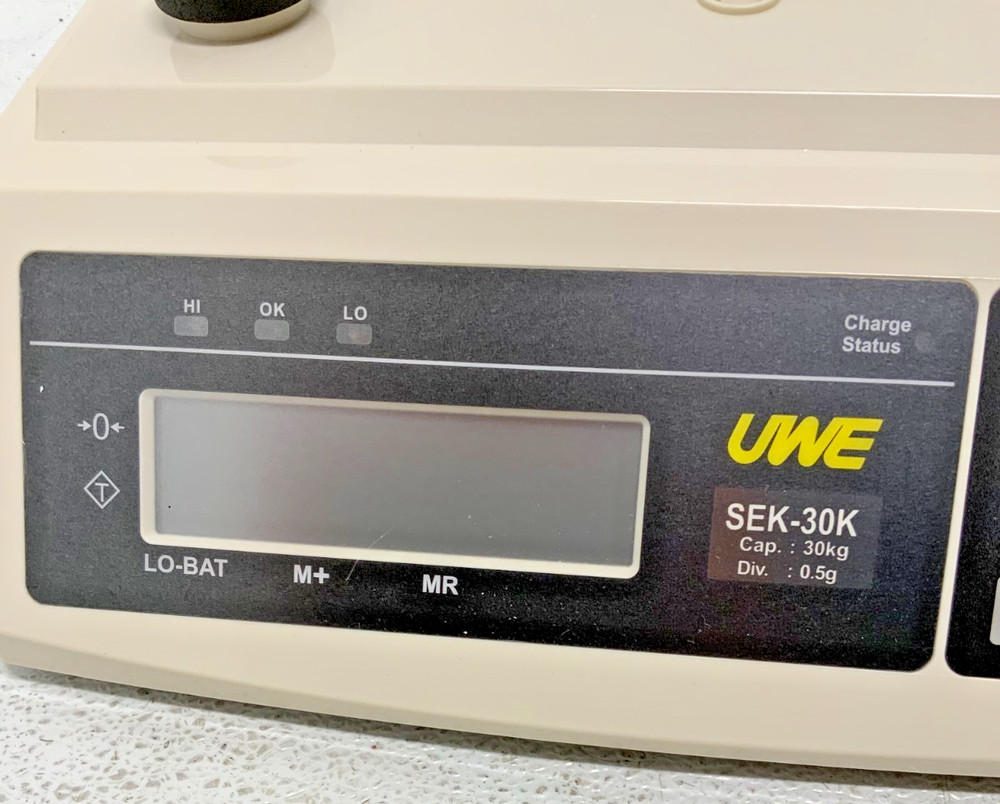 HI OK LO
Charge
Status
→0←
T
UWE
SEK-30K
Cap. : 30kg
Div. : 0.5g
LO-BAT M+ MR